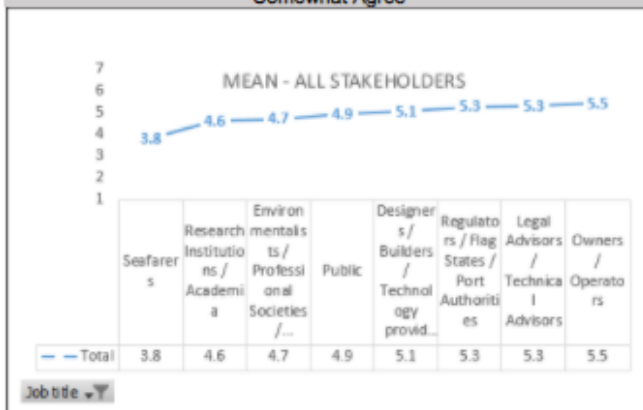 Somewhat Agree
MEAN - ALL STAKEHOLDERS
7
6
5
4
3
2
1
3.8 4.6 4.7 4.9 5.1 5.3 5.3 5.5
Seafarer
s
Research
Institutio
ns /
Academi
a
Environ
mentalis
ts /
Professi
onal
Societies
/...
Public
Designer
s /
Builders
/
Technol
ogy
provid...
Regulato
rs / Flag
States /
Port
Authoriti
es
Legal
Advisors
/
Technica
l
Advisors
Owners
/
Operato
rs
Total 3.8 4.6 4.7 4.9 5.1 5.3 5.3 5.5
Job title